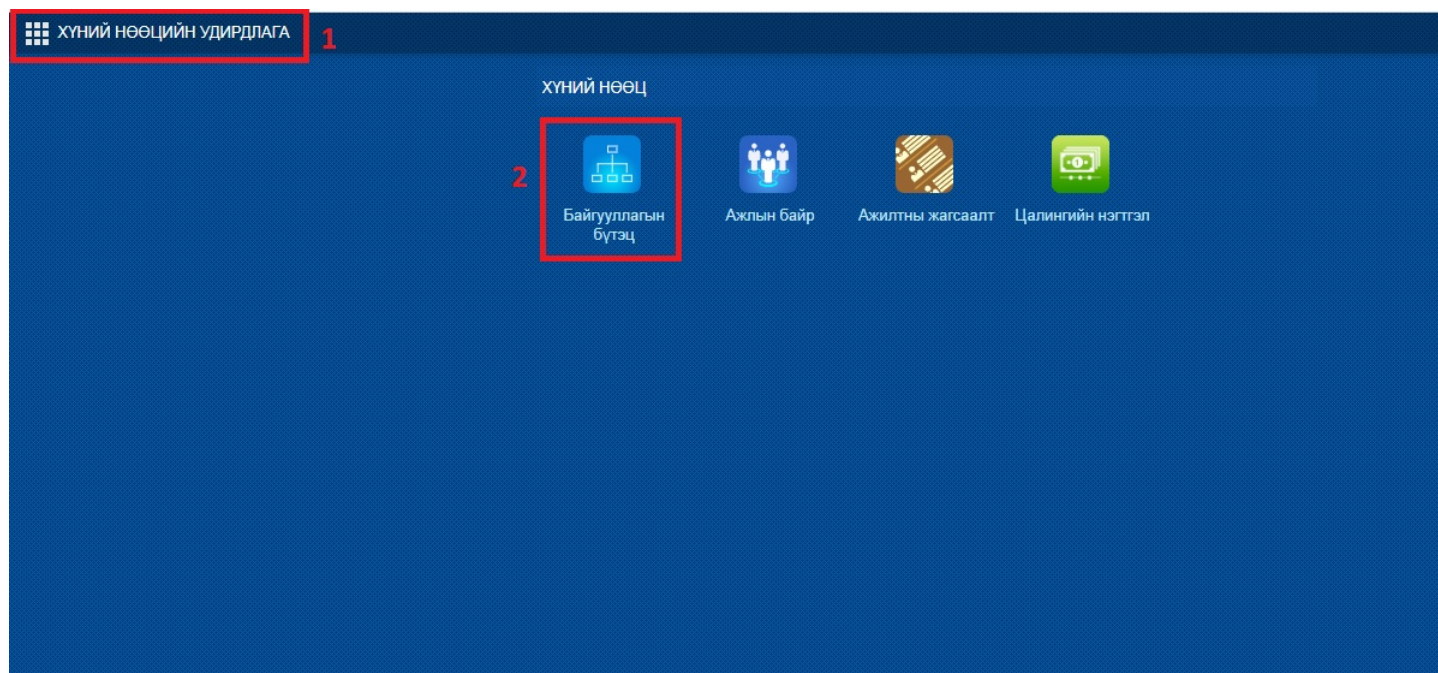 ХҮНИЙ НӨӨЦИЙН УДИРДЛАГА
1
ХҮНИЙ НӨӨЦ
2
Байгууллагын
бүтэц
Ажлын байр
Ажилтны жагсаалт
Цалингийн нэгтгэл